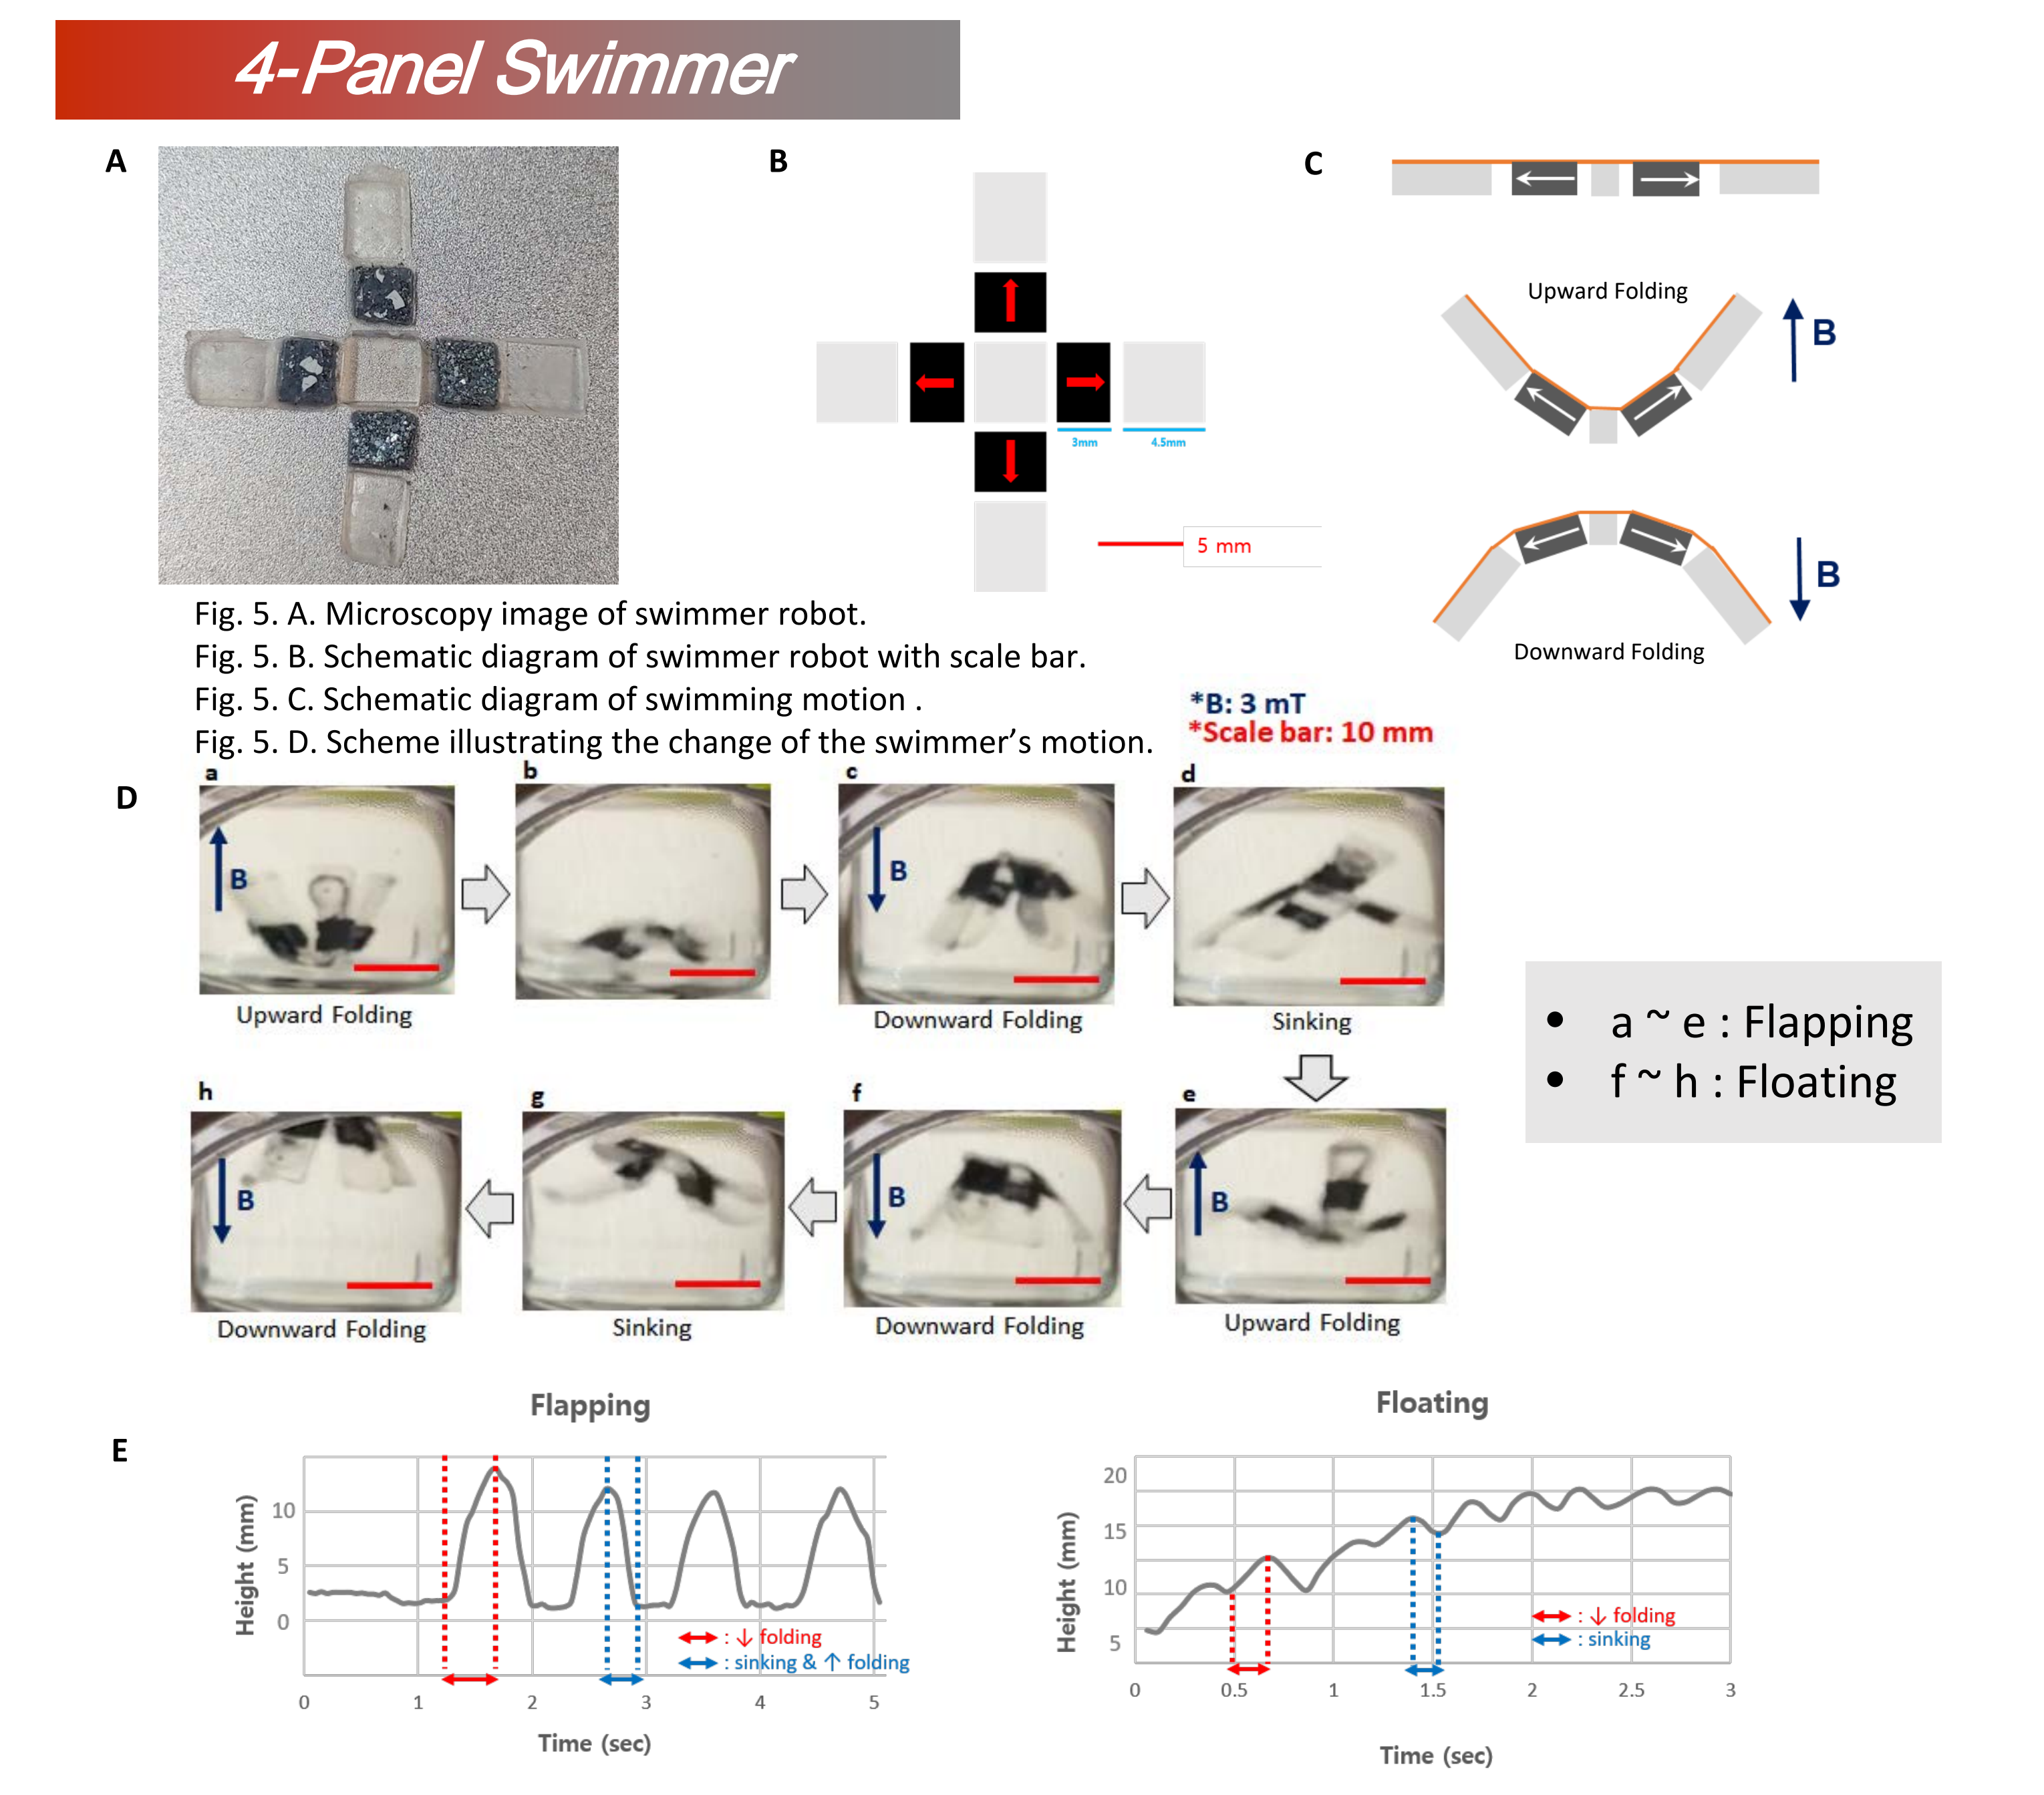 4-Panel Swimmer
A
B
C
Upward Folding
B
B
Downward Folding
3mm
4.5mm
5 mm
Fig. 5. A. Microscopy image of swimmer robot.
Fig. 5. B. Schematic diagram of swimmer robot with scale bar.
Fig. 5. C. Schematic diagram of swimming motion .
Fig. 5. D. Scheme illustrating the change of the swimmer's motion.
*B: 3 mT
*Scale bar: 10 mm
D
a
b
c
d
B
B
Upward Folding
Downward Folding
Sinking
• a ~ e : Flapping
• f ~ h : Floating
h
g
f
e
B
B
B
Downward Folding
Sinking
Downward Folding
Upward Folding
E
Flapping
Height (mm)
10
5
0
: ↓ folding
: sinking & ↑ folding
0 1 2 3 4 5
Time (sec)
Floating
Height (mm)
20
15
10
5
: ↓ folding
: sinking
0 0.5 1 1.5 2 2.5 3
Time (sec)